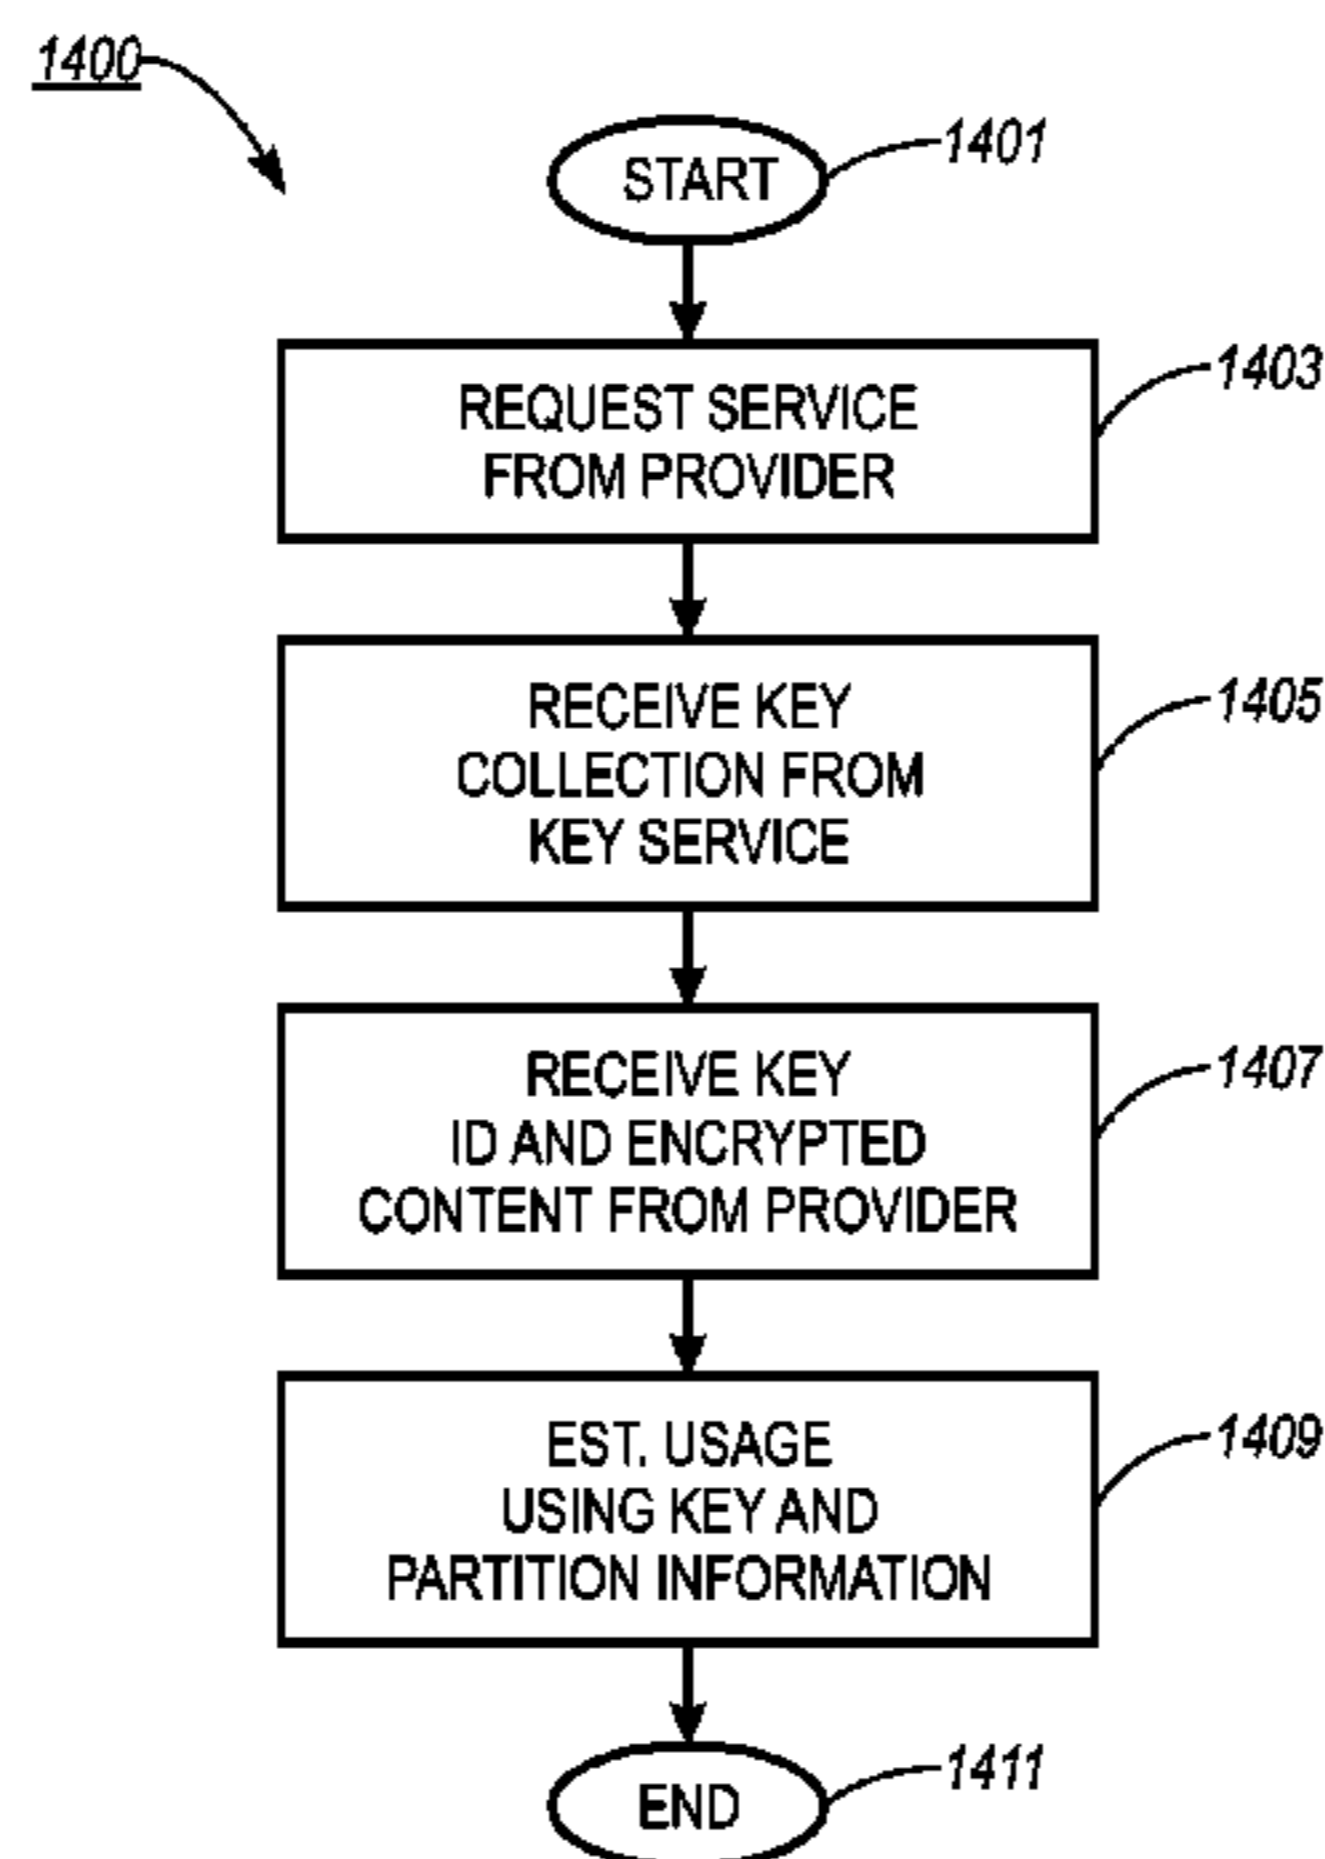 1400
START
1401
REQUEST SERVICE
FROM PROVIDER
1403
RECEIVE KEY
COLLECTION FROM
KEY SERVICE
1405
RECEIVE KEY
ID AND ENCRYPTED
CONTENT FROM PROVIDER
1407
EST. USAGE
USING KEY AND
PARTITION INFORMATION
1409
END
1411